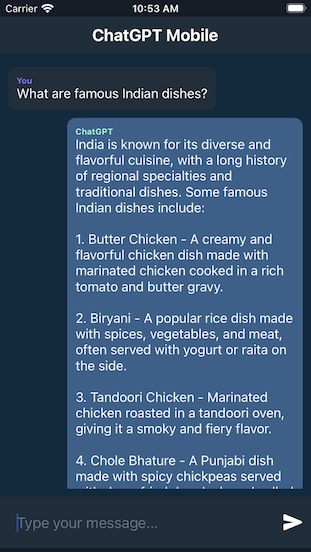 Carrier 10:53 AM
ChatGPT Mobile
You
What are famous Indian dishes?
ChatGPT
India is known for its diverse and
flavorful cuisine, with a long history
of regional specialties and
traditional dishes. Some famous
Indian dishes include:
1. Butter Chicken - A creamy and
flavorful chicken dish made with
marinated chicken cooked in a rich
tomato and butter gravy.
2. Biryani - A popular rice dish made
with spices, vegetables, and meat,
often served with yogurt or raita on
the side.
3. Tandoori Chicken - Marinated
chicken roasted in a tandoori oven,
giving it a smoky and fiery flavor.
4. Chole Bhature - A Punjabi dish
made with spicy chickpeas served
Type your message...